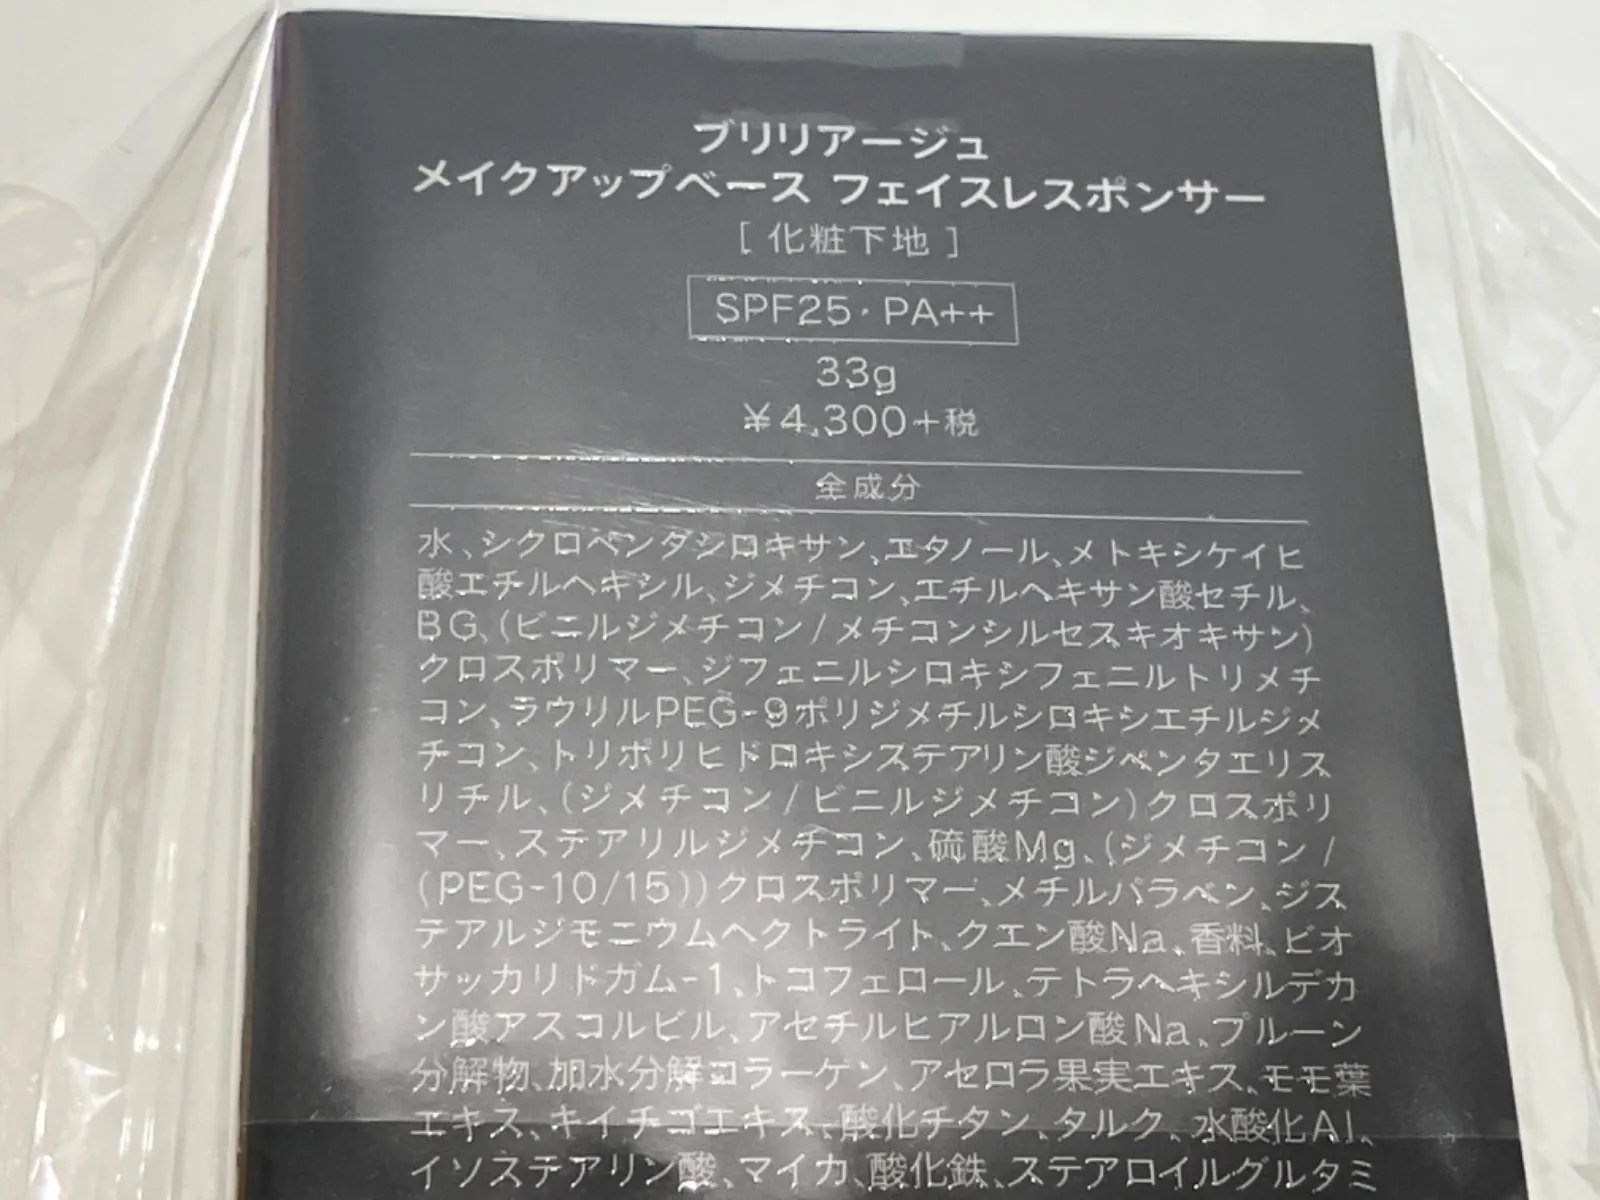 ブリリアージュ
メイクアップベース フェイスレスポンサー
[ 化粧下地 ]
SPF25・PA++
33g
￥4,300+税
全成分
水、シクロペンタシロキサン、エタノール、メトキシケイヒ
酸エチルヘキシル、ジメチコン、エチルヘキサン酸セチル、
BG、(ビニルジメチコン/メチコンシルセスキオキサン)
クロスポリマー、ジフェニルシロキシフェニルトリメチ
コン、ラウリルPEG-9ポリジメチルシロキシエチルジメ
チコン、トリポリヒドロキシステアリン酸ジペンタエリス
リチル、(ジメチコン/ビニルジメチコン)クロスポリ
マー、ステアリルジメチコン、硫酸Mg、(ジメチコン/
(PEG-10/15))クロスポリマー、メチルパラベン、ジス
テアルジモニウムヘクトライト、クエン酸Na、香料、ビオ
サッカリドガム-1、トコフェロール、テトラヘキシルデカ
ン酸アスコルビル、アセチルヒアルロン酸Na、プルーン
分解物、加水分解コラーゲン、アセロラ果実エキス、モモ葉
エキス、キイチゴエキス、酸化チタン、タルク、水酸化Al、
イソステアリン酸、マイカ、酸化鉄、ステアロイルグルタミ